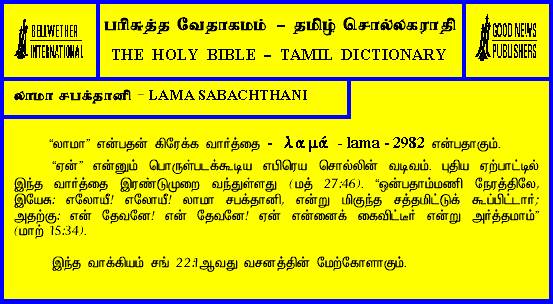 BELLWETHER
INTERNATIONAL
பரிசுத்த வேதாகமம் – தமிழ் சொல்லகராதி
THE HOLY BIBLE – TAMIL DICTIONARY
GOOD NEWS
PUBLISHERS
லாமா சபக்தானி – LAMA SABACHTHANI
“லாமா” என்பதன் கிரேக்க வார்த்தை - λαμά - lama - 2982 என்பதாகும்.
“ஏன்” என்னும் பொருள்படக்கூடிய எபிரெய சொல்லின் வடிவம். புதிய ஏற்பாட்டில்
இந்த வார்த்தை இரண்டுமுறை வந்துள்ளது (மத் 27:46). “ஒன்பதாம்மணி நேரத்திலே,
இயேசு: எலோயீ! எலோயீ! லாமா சபக்தானி, என்று மிகுந்த சத்தமிட்டுக் கூப்பிட்டார்;
அதற்கு: என் தேவனே! என் தேவனே! ஏன் என்னைக் கைவிட்டீர் என்று அர்த்தமாம்”
(மாற் 15:34).
இந்த வாக்கியம் சங் 22:1ஆவது வசனத்தின் மேற்கோளாகும்.